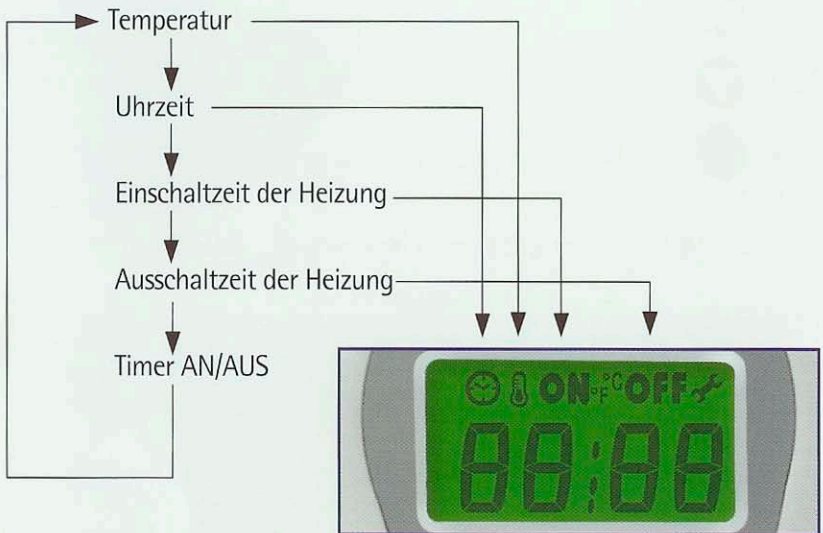 Temperatur
Uhrzeit
Einschaltzeit der Heizung
Ausschaltzeit der Heizung
Timer AN/AUS
ON °F °C OFF
88:88